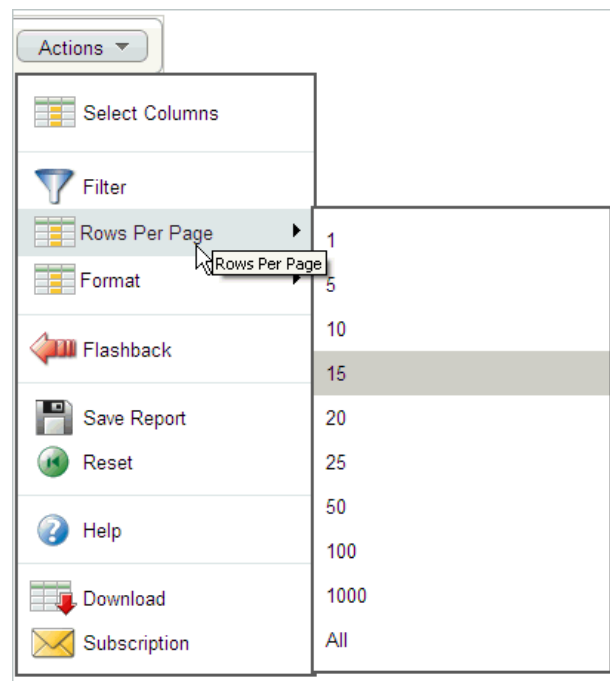 Actions
Select Columns
Filter
Rows Per Page
Rows Per Page
Format
Flashback
Save Report
Reset
Help
Download
Subscription
1
5
10
15
20
25
50
100
1000
All